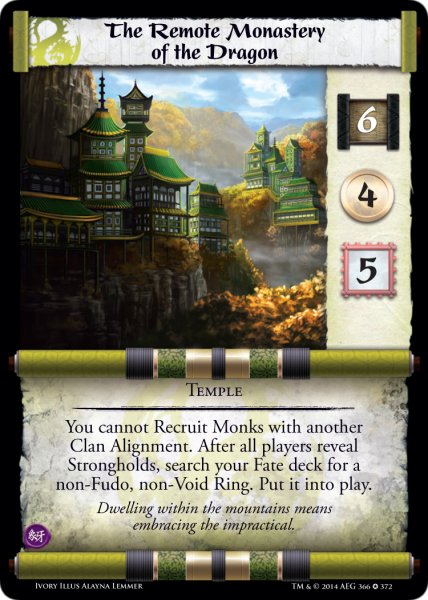 The Remote Monastery
of the Dragon
6
4
5
Temple
You cannot Recruit Monks with another
Clan Alignment. After all players reveal
Strongholds, search your Fate deck for a
non-Fudo, non-Void Ring. Put it into play.
Dwelling within the mountains means
embracing the impractical.
Ivory Illus Alayna Lemmer
TM & © 2014 AEG 366 ✪ 372